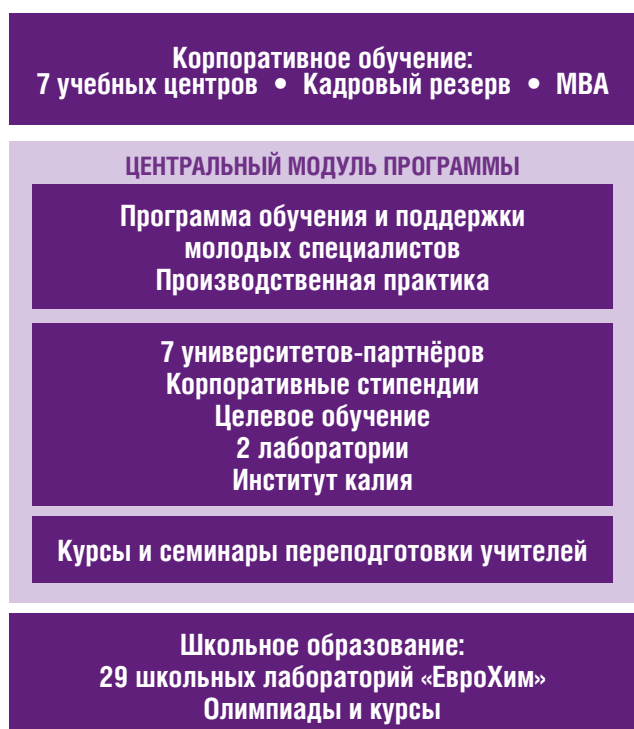 Корпоративное обучение:
7 учебных центров • Кадровый резерв • MBA
ЦЕНТРАЛЬНЫЙ МОДУЛЬ ПРОГРАММЫ
Программа обучения и поддержки
молодых специалистов
Производственная практика
7 университетов-партнёров
Корпоративные стипендии
Целевое обучение
2 лаборатории
Институт калия
Курсы и семинары переподготовки учителей
Школьное образование:
29 школьных лабораторий «ЕвроХим»
Олимпиады и курсы